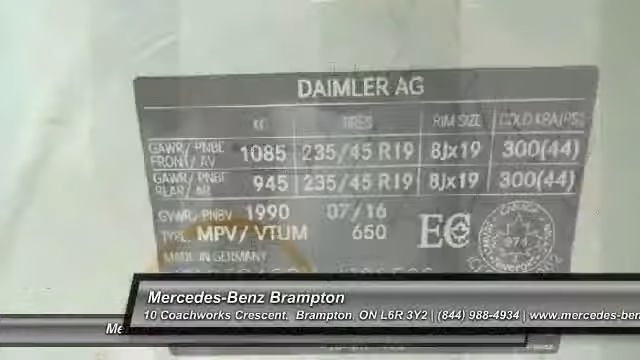 DAIMLER AG
KG TIRES RIM SIZE COLD KPA(PSI)
GAWR/PNBE FRONT/AV 1085 235/45 R19 8Jx19 300(44)
GAWR/PNBE REAR/AR 945 235/45 R19 8Jx19 300(44)
GVWR/PNBV 1990 07/16
TYPE: MPV/VTUM 650
MADE IN GERMANY
Mercedes-Benz Brampton
10 Coachworks Crescent, Brampton, ON L6R 3Y2 | (844) 988-4934 | www.mercedes-ben